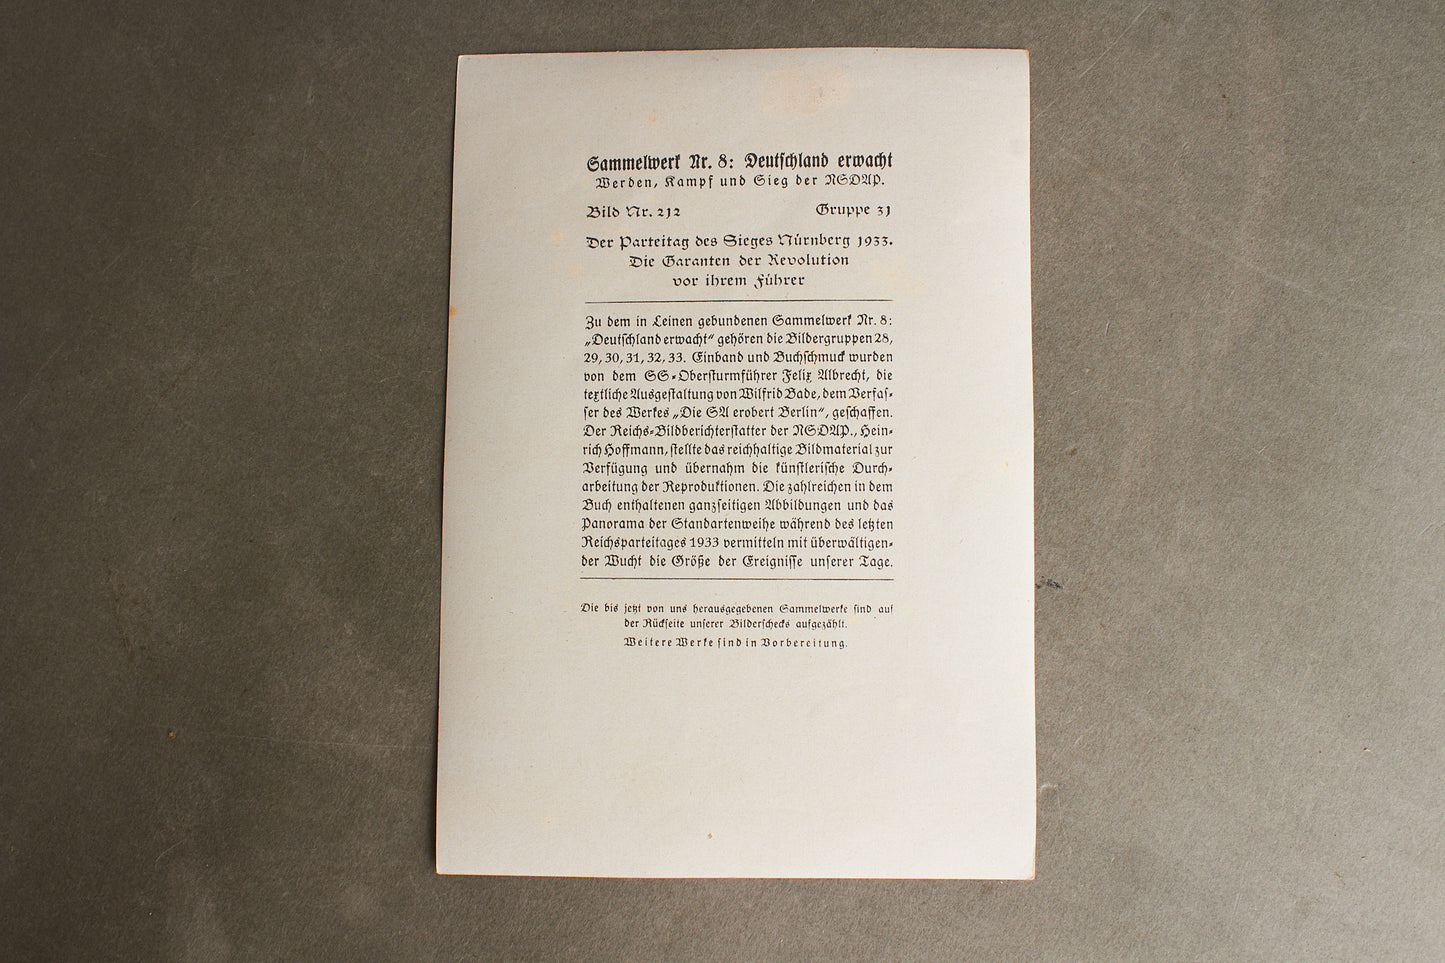 Sammelwerk Nr. 8: Deutschland erwacht
Werden, Kampf und Sieg der NSDAP.
Bild Nr. 212 Gruppe 31
Der Parteitag des Sieges Nürnberg 1933.
Die Garanten der Revolution
vor ihrem Führer
Zu dem in Leinen gebundenen Sammelwerk Nr. 8:
„Deutschland erwacht“ gehören die Bildergruppen 28,
29, 30, 31, 32, 33. Einband und Buchschmuck wurden
von dem SS-Obersturmführer Felix Albrecht, die
textliche Ausgestaltung von Wilfrid Bade, dem Verfas-
ser des Werkes „Die SA erobert Berlin“, geschaffen.
Der Reichs-Bildberichterstatter der NSDAP., Hein-
rich Hoffmann, stellte das reichhaltige Bildmaterial zur
Verfügung und übernahm die künstlerische Durch-
arbeitung der Reproduktionen. Die zahlreichen in dem
Buch enthaltenen ganzseitigen Abbildungen und das
Panorama der Standartenweihe während des letzten
Reichsparteitages 1933 vermitteln mit überwältigen-
der Wucht die Größe der Ereignisse unserer Tage.
Die bis jetzt von uns herausgegebenen Sammelwerke sind auf
der Rückseite unserer Bilderschecks aufgezählt.
Weitere Werke sind in Vorbereitung.